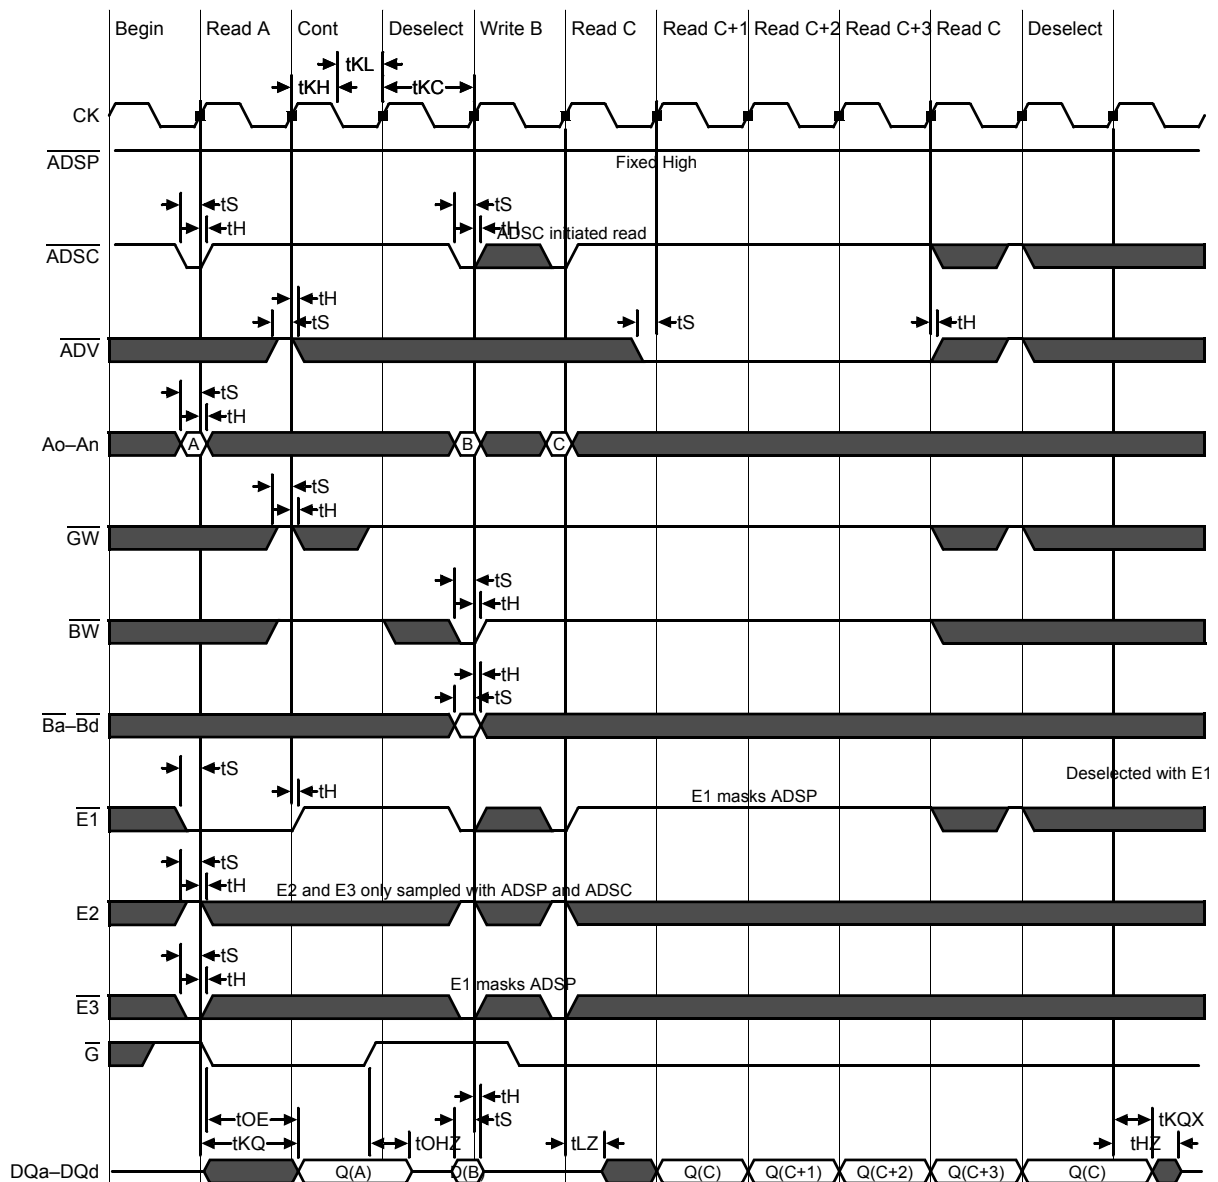 Begin Read A Cont Deselect Write B Read C Read C+1 Read C+2 Read C+3 Read C Deselect
tKL
tKH tKC
CK
ADSP Fixed High
tS tS
tH tH
ADSC initiated read
ADSC
tH
tS tS tH
ADV
tS
tH
Ao–An A B C
tS
tH
GW
tS
tH
BW
tH
tS
Ba–Bd
tS Deselected with E1
tH E1 masks ADSP
E1
tS
tH E2 and E3 only sampled with ADSP and ADSC
E2
tS
tH E1 masks ADSP
E3
G
tH
tOE tS tKQX
tKQ tOHZ tLZ tHZ
DQa–DQd Q(A) D(B) Q(C) Q(C+1) Q(C+2) Q(C+3) Q(C)